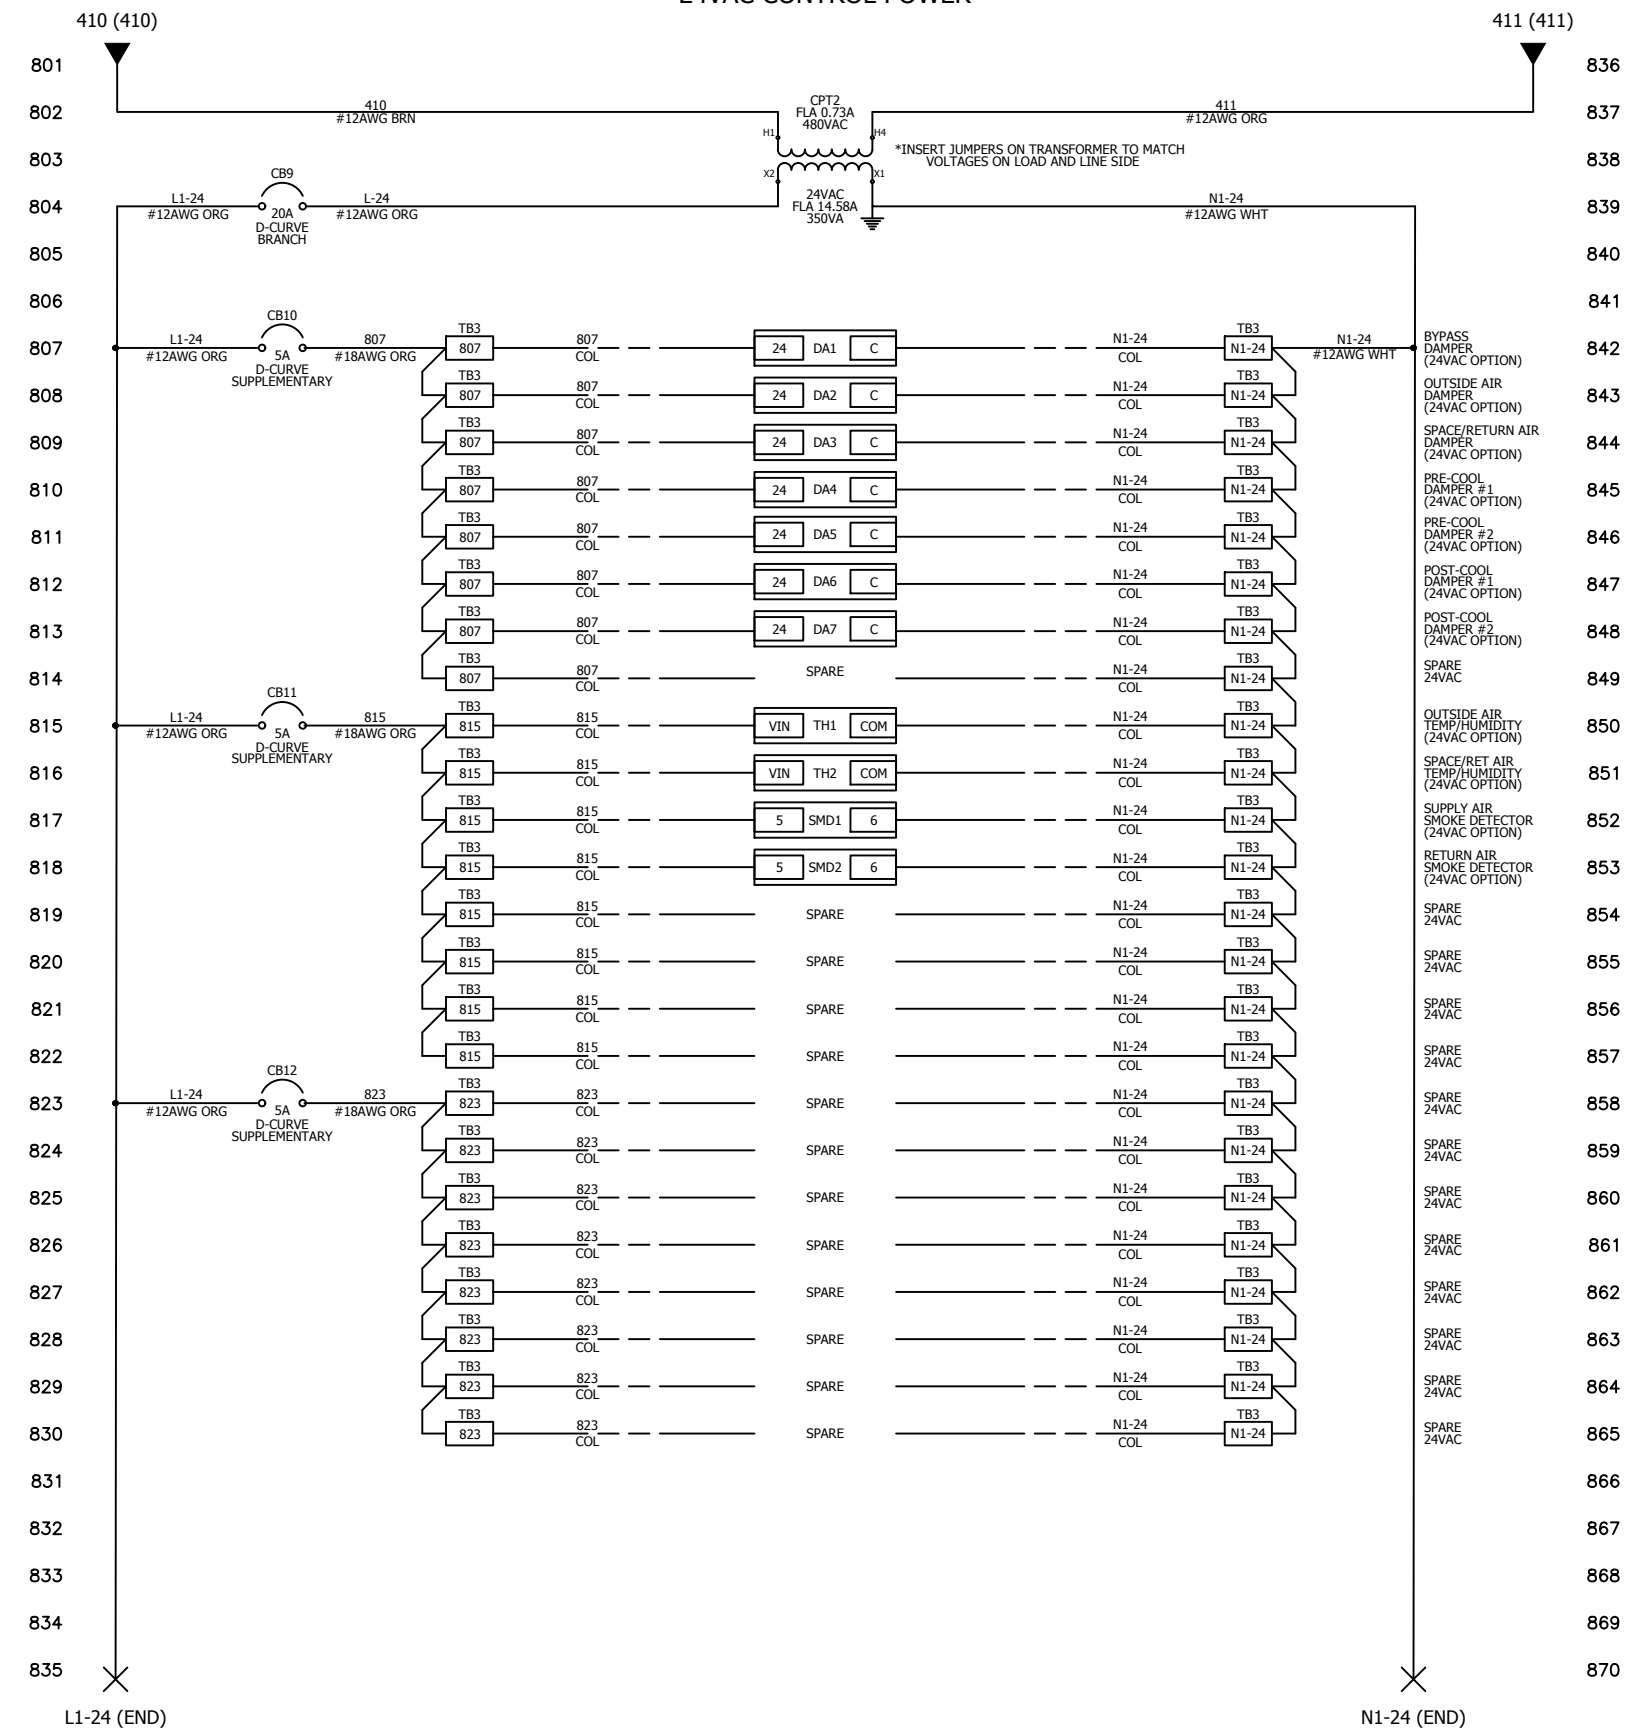 24VAC CONTROL POWER
410 (410)
411 (411)
801
836
802
410
#12AWG BRN
CPT2
FLA 0.73A
480VAC
H1
H4
411
#12AWG ORG
837
803
*INSERT JUMPERS ON TRANSFORMER TO MATCH
VOLTAGES ON LOAD AND LINE SIDE
838
X2
X1
804
L1-24
#12AWG ORG
CB9
20A
D-CURVE
BRANCH
L-24
#12AWG ORG
24VAC
FLA 14.58A
350VA
N1-24
#12AWG WHT
839
805
840
806
841
807
L1-24
#12AWG ORG
CB10
5A
D-CURVE
SUPPLEMENTARY
807
#18AWG ORG
TB3
807
807
COL
24 DA1 C
N1-24
COL
TB3
N1-24
N1-24
#12AWG WHT
BYPASS
DAMPER
(24VAC OPTION)
842
808
TB3
807
807
COL
24 DA2 C
N1-24
COL
TB3
N1-24
OUTSIDE AIR
DAMPER
(24VAC OPTION)
843
809
TB3
807
807
COL
24 DA3 C
N1-24
COL
TB3
N1-24
SPACE/RETURN AIR
DAMPER
(24VAC OPTION)
844
810
TB3
807
807
COL
24 DA4 C
N1-24
COL
TB3
N1-24
PRE-COOL
DAMPER #1
(24VAC OPTION)
845
811
TB3
807
807
COL
24 DA5 C
N1-24
COL
TB3
N1-24
PRE-COOL
DAMPER #2
(24VAC OPTION)
846
812
TB3
807
807
COL
24 DA6 C
N1-24
COL
TB3
N1-24
POST-COOL
DAMPER #1
(24VAC OPTION)
847
813
TB3
807
807
COL
24 DA7 C
N1-24
COL
TB3
N1-24
POST-COOL
DAMPER #2
(24VAC OPTION)
848
814
TB3
807
807
COL
SPARE
N1-24
COL
TB3
N1-24
SPARE
24VAC
849
815
L1-24
#12AWG ORG
CB11
5A
D-CURVE
SUPPLEMENTARY
815
#18AWG ORG
TB3
815
815
COL
VIN TH1 COM
N1-24
COL
TB3
N1-24
OUTSIDE AIR
TEMP/HUMIDITY
(24VAC OPTION)
850
816
TB3
815
815
COL
VIN TH2 COM
N1-24
COL
TB3
N1-24
SPACE/RET AIR
TEMP/HUMIDITY
(24VAC OPTION)
851
817
TB3
815
815
COL
5 SMD1 6
N1-24
COL
TB3
N1-24
SUPPLY AIR
SMOKE DETECTOR
(24VAC OPTION)
852
818
TB3
815
815
COL
5 SMD2 6
N1-24
COL
TB3
N1-24
RETURN AIR
SMOKE DETECTOR
(24VAC OPTION)
853
819
TB3
815
815
COL
SPARE
N1-24
COL
TB3
N1-24
SPARE
24VAC
854
820
TB3
815
815
COL
SPARE
N1-24
COL
TB3
N1-24
SPARE
24VAC
855
821
TB3
815
815
COL
SPARE
N1-24
COL
TB3
N1-24
SPARE
24VAC
856
822
TB3
815
815
COL
SPARE
N1-24
COL
TB3
N1-24
SPARE
24VAC
857
823
L1-24
#12AWG ORG
CB12
5A
D-CURVE
SUPPLEMENTARY
823
#18AWG ORG
TB3
823
823
COL
SPARE
N1-24
COL
TB3
N1-24
SPARE
24VAC
858
824
TB3
823
823
COL
SPARE
N1-24
COL
TB3
N1-24
SPARE
24VAC
859
825
TB3
823
823
COL
SPARE
N1-24
COL
TB3
N1-24
SPARE
24VAC
860
826
TB3
823
823
COL
SPARE
N1-24
COL
TB3
N1-24
SPARE
24VAC
861
827
TB3
823
823
COL
SPARE
N1-24
COL
TB3
N1-24
SPARE
24VAC
862
828
TB3
823
823
COL
SPARE
N1-24
COL
TB3
N1-24
SPARE
24VAC
863
829
TB3
823
823
COL
SPARE
N1-24
COL
TB3
N1-24
SPARE
24VAC
864
830
TB3
823
823
COL
SPARE
N1-24
COL
TB3
N1-24
SPARE
24VAC
865
831
866
832
867
833
868
834
869
835
870
L1-24 (END)
N1-24 (END)